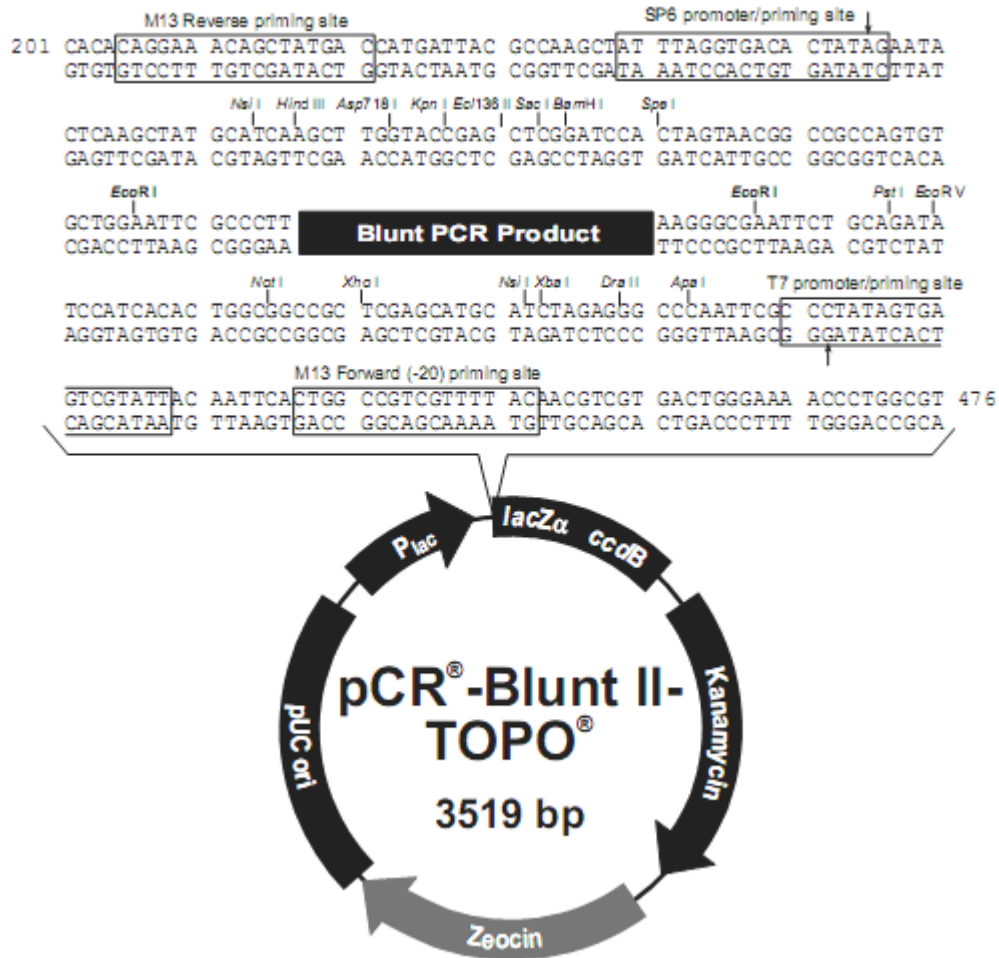 M13 Reverse priming site SP6 promoter/priming site
201 CACACAGGAA ACAGCTATGAC CATGATTAC GCCAAGCTAT TTAGGTGACA CTATAGAATA
GTGTGTCCTT TGTCGATACTG GTACTAATG CGGTTCGATA AATCCACTGT GATATCTTAT
Nsi I Hind III Asp718 I Kpn I Ecl136 II Sac I BamH I Spe I
CTCAAGCTAT GCATCAAGCT TGGTACCGAG CTCGGATCCA CTAGTAACGG CCGCCAGTGT
GAGTTCGATA CGTAGTTCGA ACCATGGCTC GAGCCTAGGT GATCATTGCC GGCGGTCACA
EcoR I EcoR I Pst I EcoR V
GCTGGAATTC GCCCTT Blunt PCR Product AAGGGCGAATTCT GCAGATA
CGACCTTAAG CGGGAA TTCCCGCTTAAGA CGTCTAT
Not I Xho I Nsi I Xba I Dra II Apa I T7 promoter/priming site
TCCATCACAC TGGCGGCCGC TCGAGCATGC ATCTAGAGGG CCCAATTCGC CCTATAGTGA
AGGTAGTGTG ACCGCCGGCG AGCTCGTACG TAGATCTCCC GGGTTAAGCG GGATATCACT
M13 Forward (-20) priming site
GTCGTATTAC AATTCACTGG CCGTCGTTTT ACAACGTCGT GACTGGGAAA ACCCTGGCGT 476
CAGCATAATG TTAAGTGACC GGCAGCAAAA TGTTGCAGCA CTGACCCTTT TGGGACCGCA
Plac
lacZα ccdB
Kanamycin
Zeocin
pUC ori
pCR®-Blunt II-
TOPO®
3519 bp